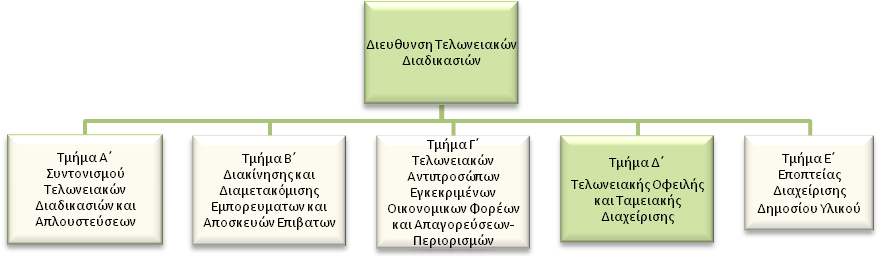 Διευθυνση Τελωνειακών
Διαδικασιών
Τμήμα Α΄
Συντονισμού
Τελωνειακών
Διαδικασιών και
Απλουστεύσεων
Τμήμα Β΄
Διακίνησης και
Διαμετακόμισης
Εμπορευματων και
Αποσκευών Επιβατων
Τμήμα Γ΄
Τελωνειακών
Αντιπροσώπων
Εγκεκριμένων
Οικονομικων Φορέων
και Απαγορεύσεων-
Περιορισμών
Τμήμα Δ΄
Τελωνειακής Οφειλής
και Ταμειακής
Διαχείρισης
Τμήμα Ε΄
Εποπτείας
Διαχείρισης
Δημοσίου Υλικού